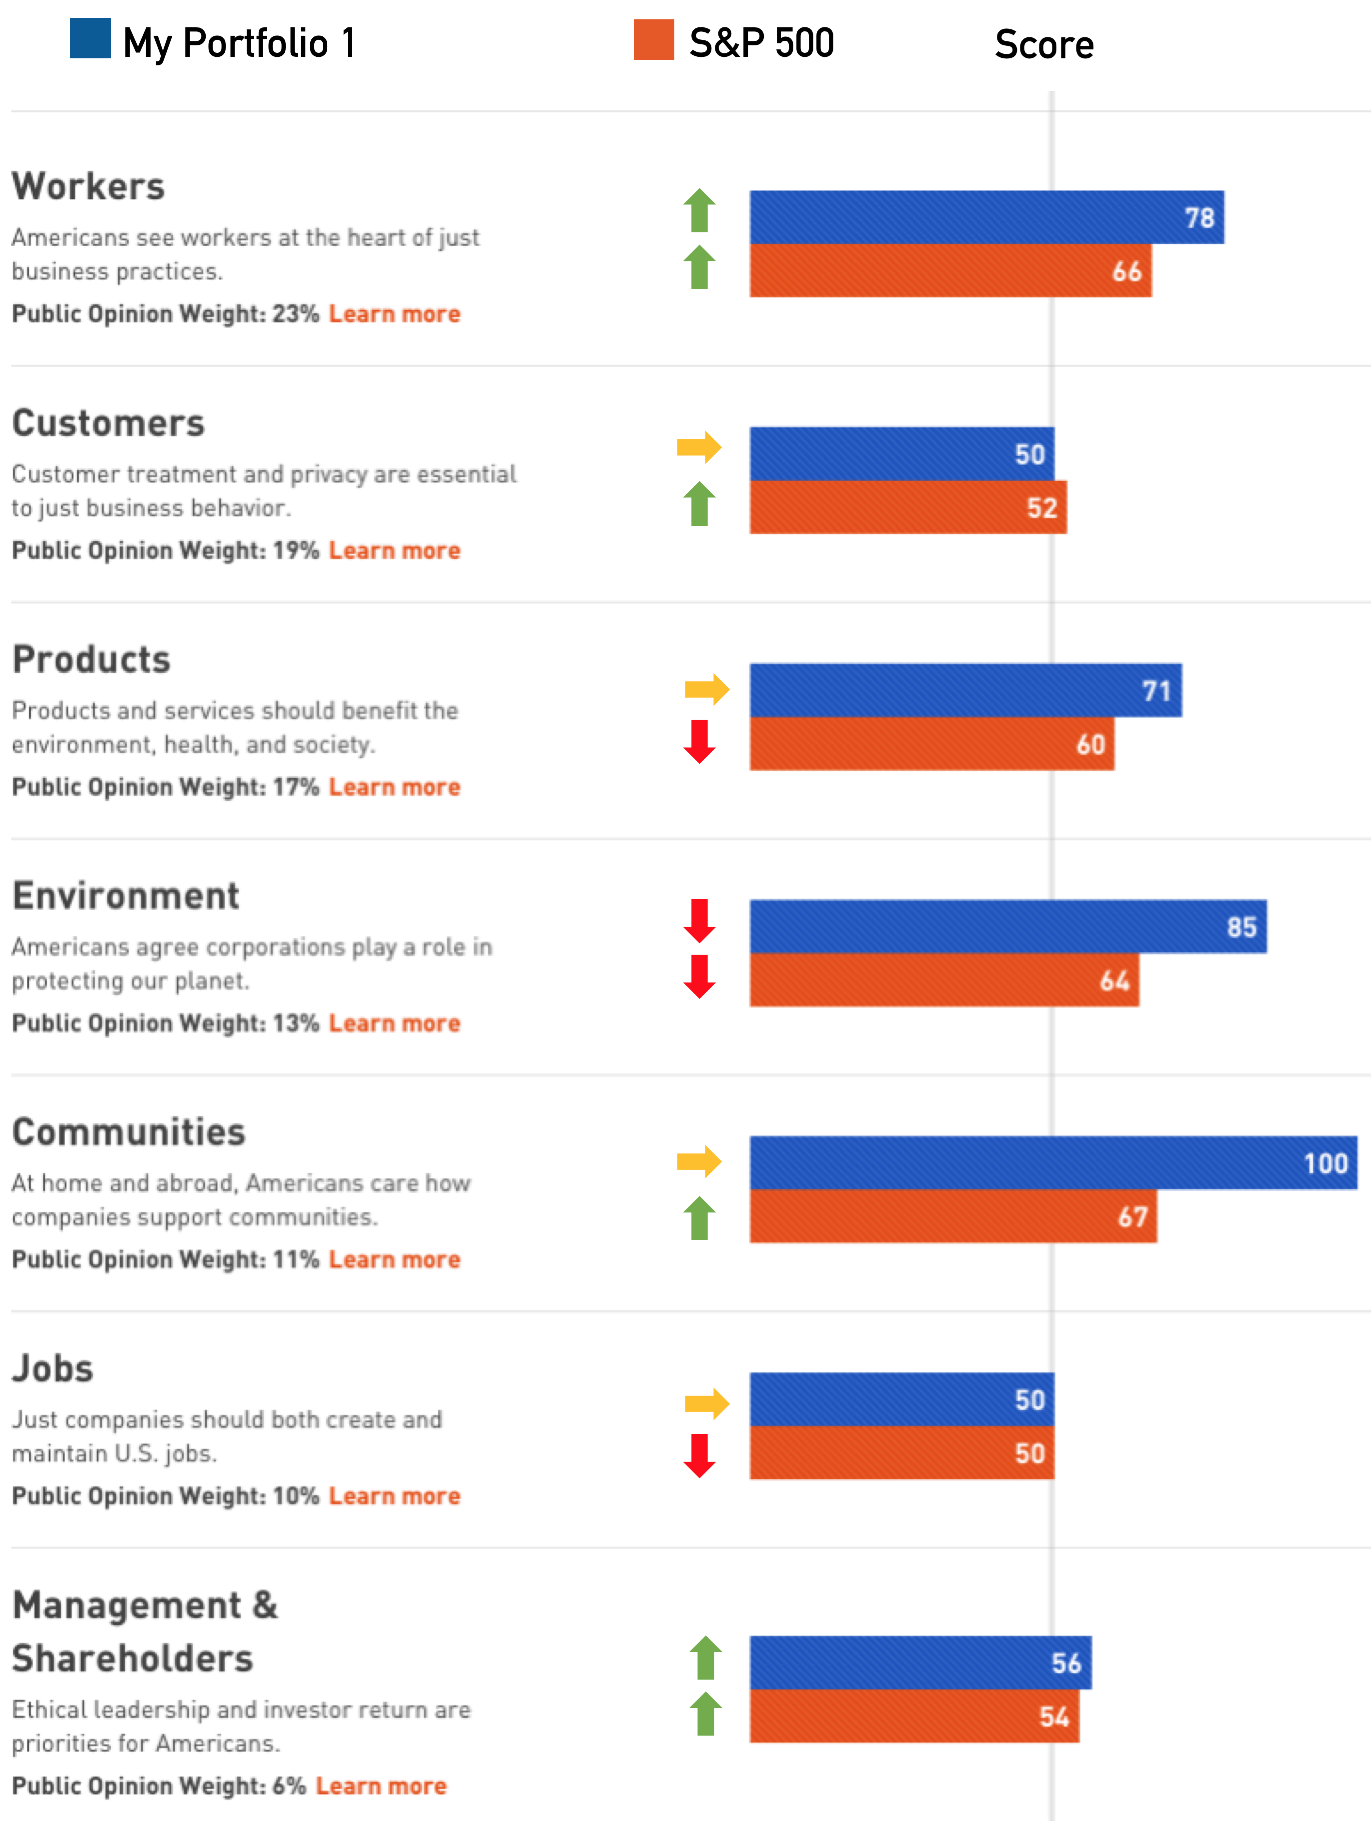 My Portfolio 1
S&P 500
Score
Workers
Americans see workers at the heart of just
business practices.
Public Opinion Weight: 23% Learn more
78
66
Customers
Customer treatment and privacy are essential
to just business behavior.
Public Opinion Weight: 19% Learn more
50
52
Products
Products and services should benefit the
environment, health, and society.
Public Opinion Weight: 17% Learn more
71
60
Environment
Americans agree corporations play a role in
protecting our planet.
Public Opinion Weight: 13% Learn more
85
64
Communities
At home and abroad, Americans care how
companies support communities.
Public Opinion Weight: 11% Learn more
100
67
Jobs
Just companies should both create and
maintain U.S. jobs.
Public Opinion Weight: 10% Learn more
50
50
Management &
Shareholders
Ethical leadership and investor return are
priorities for Americans.
Public Opinion Weight: 6% Learn more
56
54